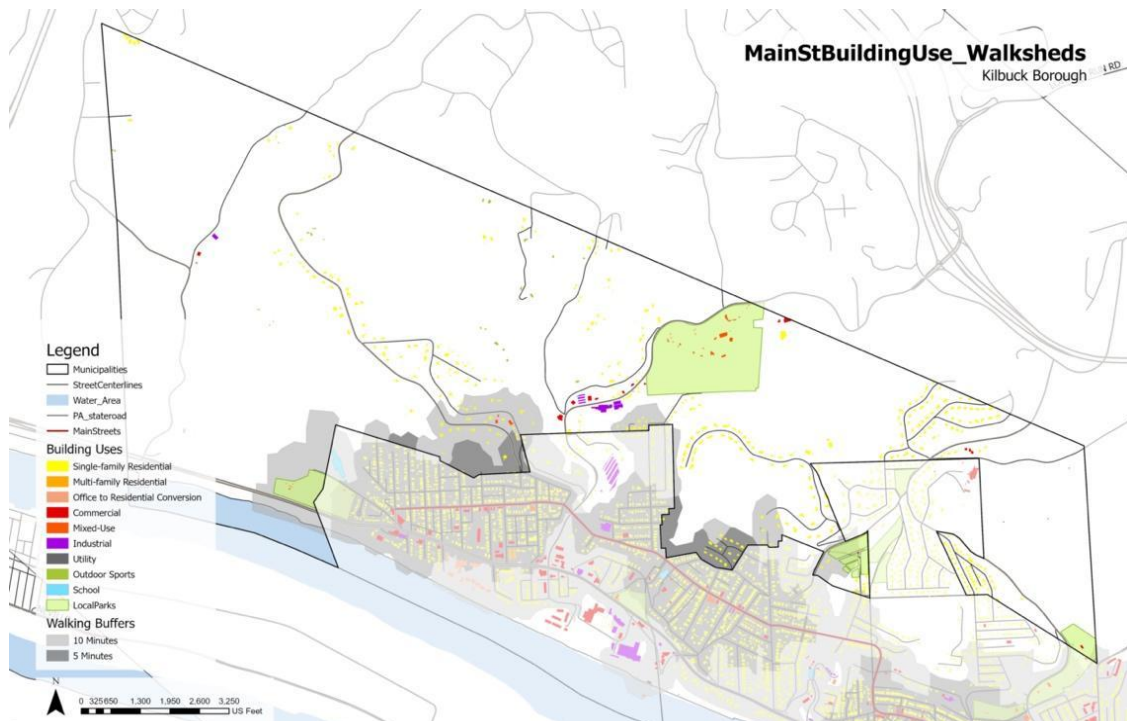 MainStBuildingUse_Walksheds
Kilbuck Borough
RD
Legend
Municipalities
StreetCenterlines
Water_Area
PA_stateroad
MainStreets
Building Uses
Single-family Residential
Multi-family Residential
Office to Residential Conversion
Commercial
Mixed-Use
Industrial
Utility
Outdoor Sports
School
LocalParks
Walking Buffers
10 Minutes
5 Minutes
N
0 325650 1,300 1,950 2,600 3,250
US Feet